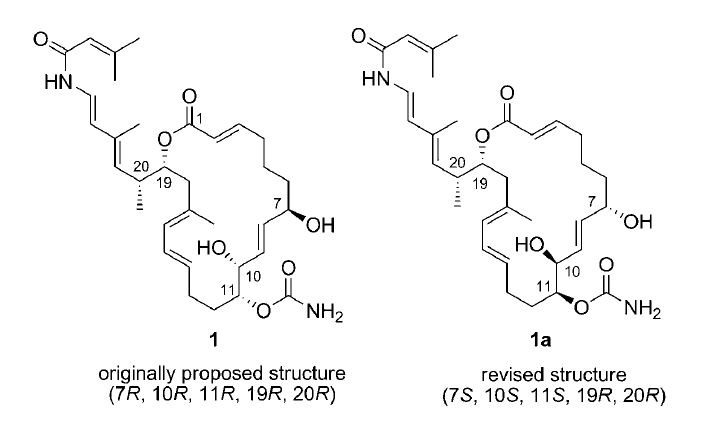 O
O
HN
HN
O
1
O
O
O
20
20
19
19
7
7
OH
OH
HO
HO
10
10
O
O
11
11
O
NH2
O
NH2
1
1a
originally proposed structure
(7R, 10R, 11R, 19R, 20R)
revised structure
(7S, 10S, 11S, 19R, 20R)